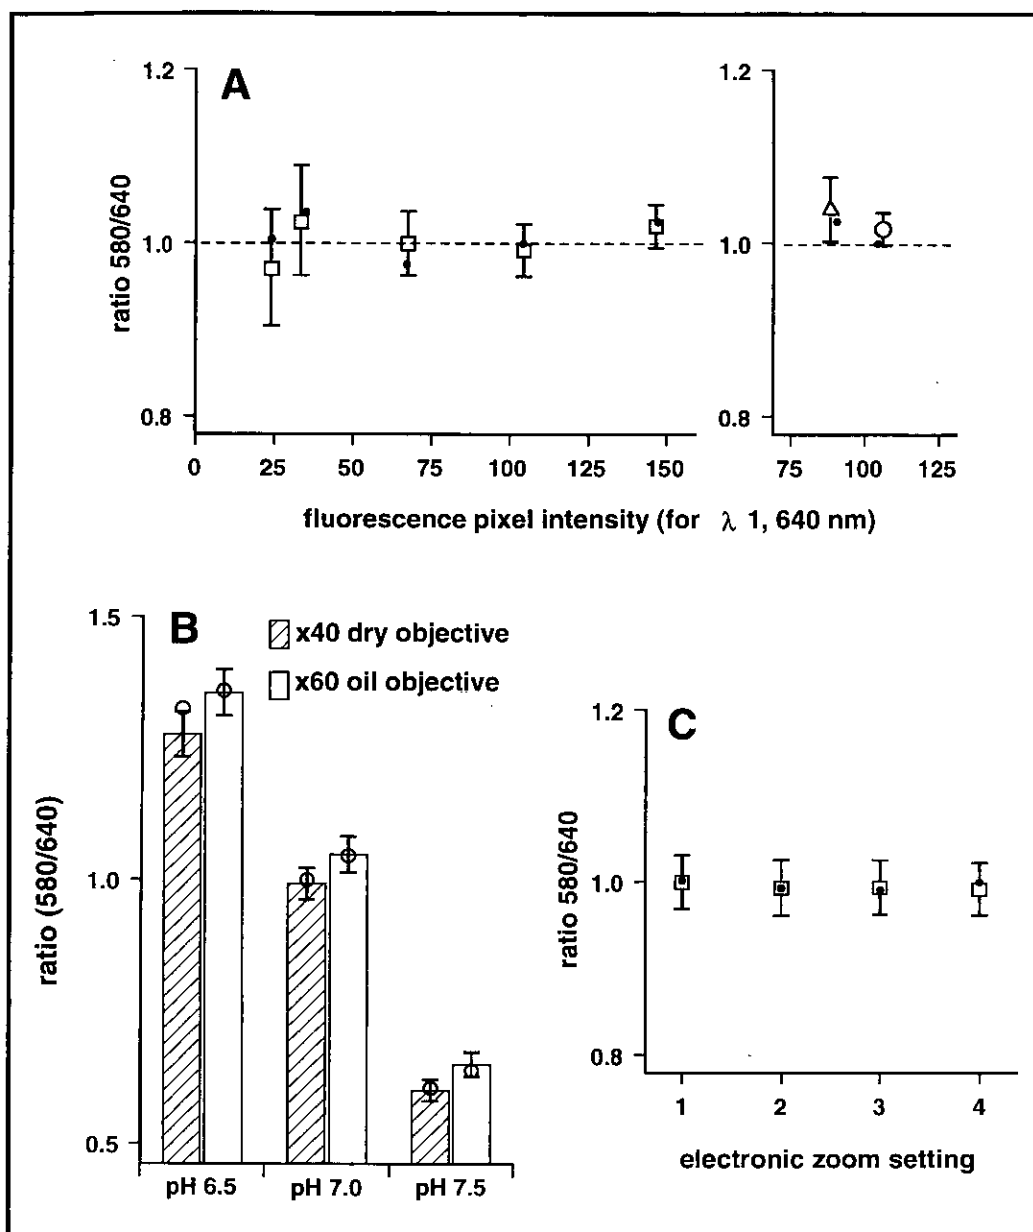 A
1.2
1.0
0.8
ratio 580/640
0 25 50 75 100 125 150
1.2
1.0
0.8
75 100 125
fluorescence pixel intensity (for λ 1, 640 nm)
B
x40 dry objective
x60 oil objective
1.5
1.0
0.5
ratio (580/640)
pH 6.5 pH 7.0 pH 7.5
C
1.2
1.0
0.8
ratio 580/640
1 2 3 4
electronic zoom setting